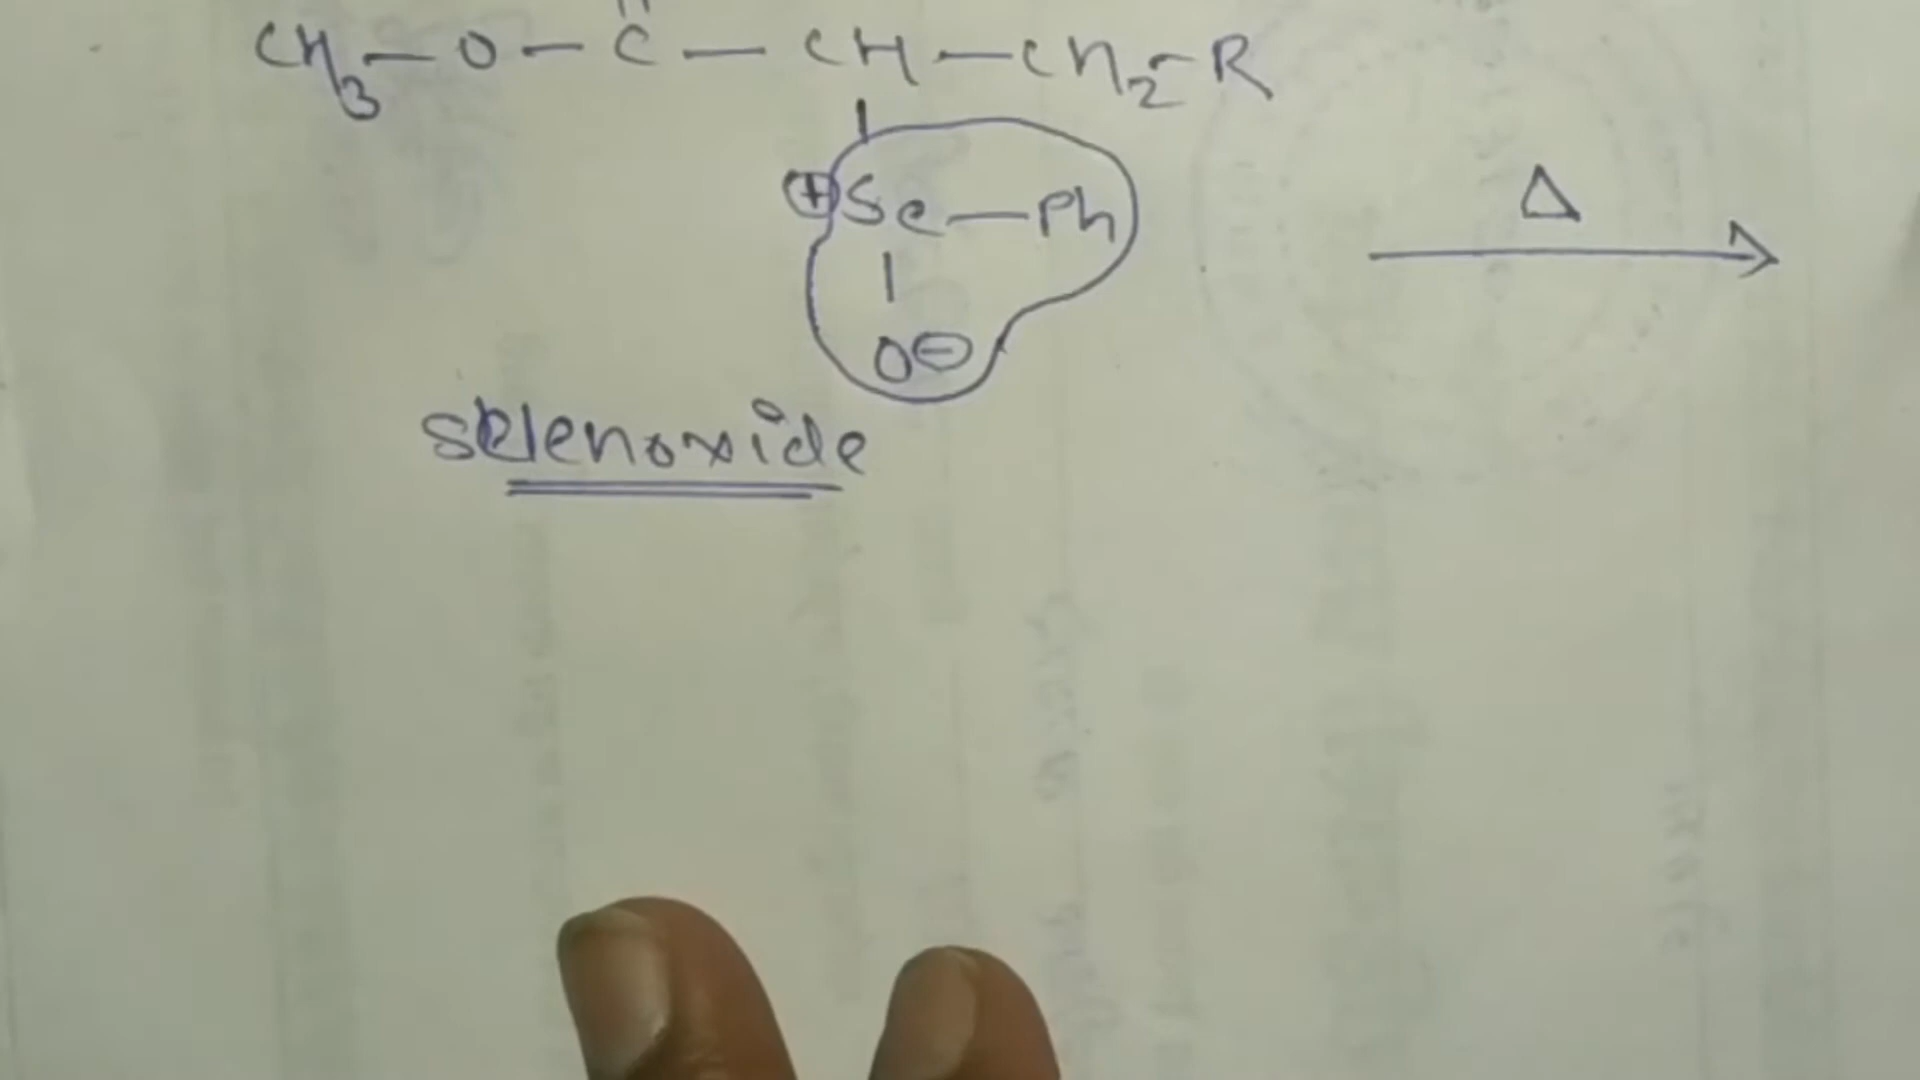 CH3-O-C-CH-CH2-R
⊕Se-Ph
Δ
O⊖
selenoxide